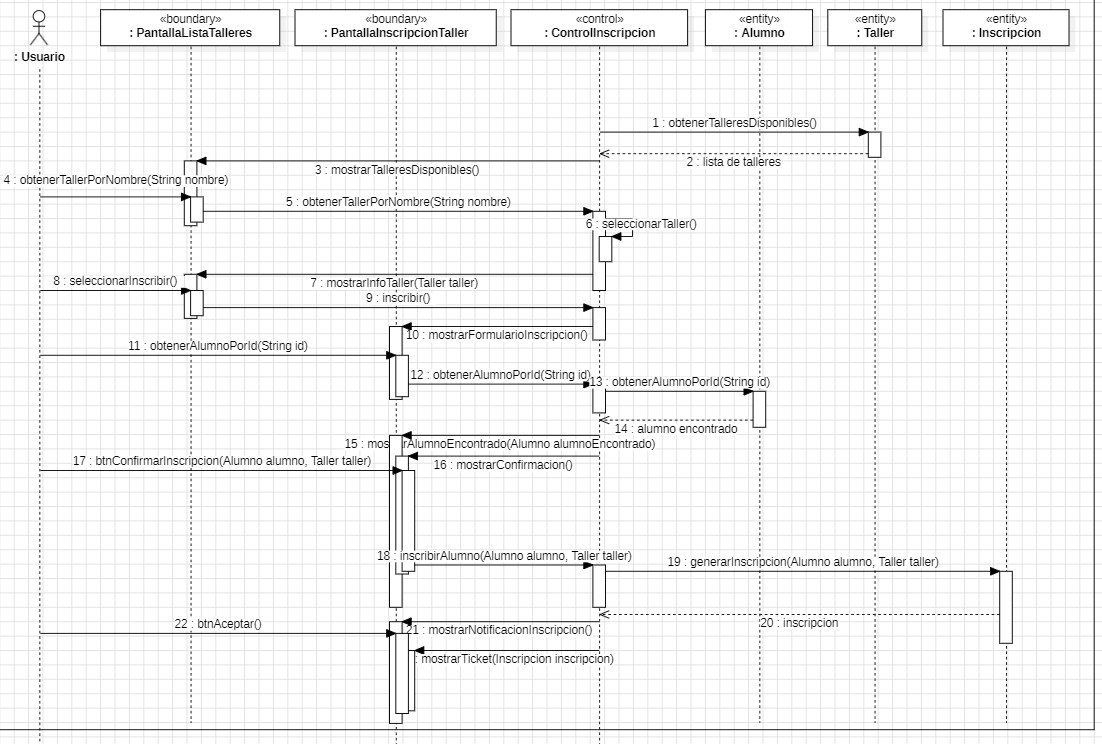 «boundary»
: PantallaListaTalleres
«boundary»
: PantallaInscripcionTaller
«control»
: ControlInscripcion
«entity»
: Alumno
«entity»
: Taller
«entity»
: Inscripcion
: Usuario
1 : obtenerTalleresDisponibles()
2 : lista de talleres
3 : mostrarTalleresDisponibles()
4 : obtenerTallerPorNombre(String nombre)
5 : obtenerTallerPorNombre(String nombre)
6 : seleccionarTaller()
7 : mostrarInfoTaller(Taller taller)
8 : seleccionarInscribir()
9 : inscribir()
10 : mostrarFormularioInscripcion()
11 : obtenerAlumnoPorId(String id)
12 : obtenerAlumnoPorId(String id)
13 : obtenerAlumnoPorId(String id)
14 : alumno encontrado
15 : mostrarAlumnoEncontrado(Alumno alumnoEncontrado)
16 : mostrarConfirmacion()
17 : btnConfirmarInscripcion(Alumno alumno, Taller taller)
18 : inscribirAlumno(Alumno alumno, Taller taller)
19 : generarInscripcion(Alumno alumno, Taller taller)
20 : inscripcion
21 : mostrarNotificacionInscripcion()
22 : btnAceptar()
: mostrarTicket(Inscripcion inscripcion)